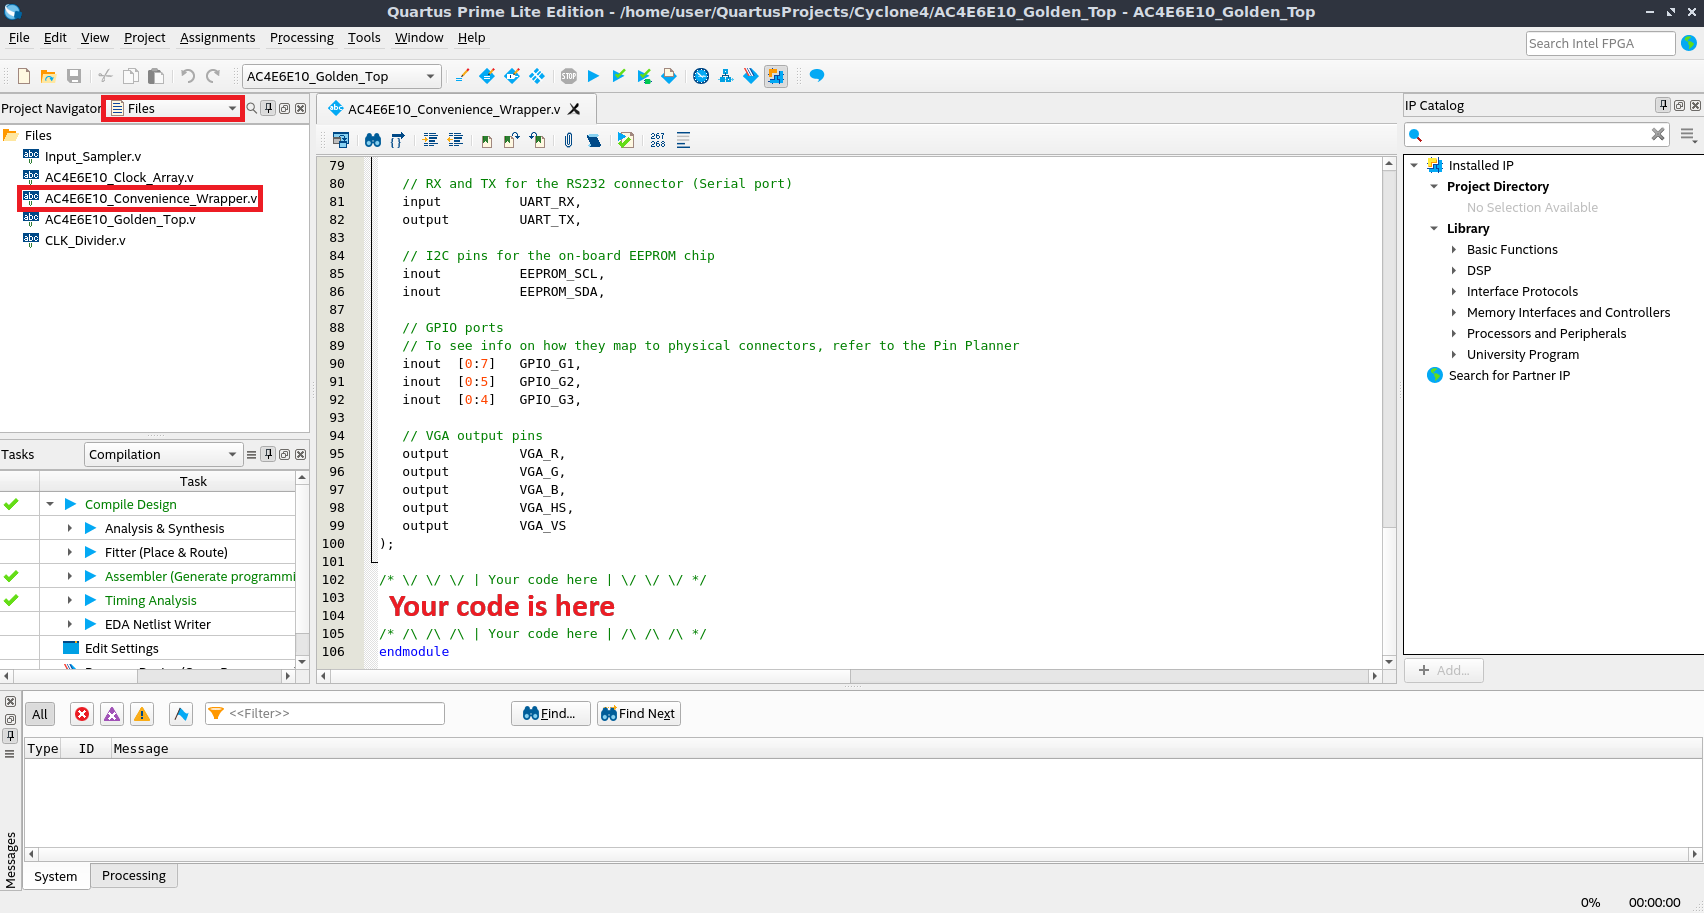 Quartus Prime Lite Edition - /home/user/QuartusProjects/Cyclone4/AC4E6E10_Golden_Top - AC4E6E10_Golden_Top
File Edit View Project Assignments Processing Tools Window Help
Search Intel FPGA
AC4E6E10_Golden_Top
STOP
Project Navigator Files
Files
Input_Sampler.v
AC4E6E10_Clock_Array.v
AC4E6E10_Convenience_Wrapper.v
AC4E6E10_Golden_Top.v
CLK_Divider.v
Tasks Compilation
Task
Compile Design
Analysis & Synthesis
Fitter (Place & Route)
Assembler (Generate programmi
Timing Analysis
EDA Netlist Writer
Edit Settings
AC4E6E10_Convenience_Wrapper.v
267
268
79
80 // RX and TX for the RS232 connector (Serial port)
81 input UART_RX,
82 output UART_TX,
83
84 // I2C pins for the on-board EEPROM chip
85 inout EEPROM_SCL,
86 inout EEPROM_SDA,
87
88 // GPIO ports
89 // To see info on how they map to physical connectors, refer to the Pin Planner
90 inout [0:7] GPIO_G1,
91 inout [0:5] GPIO_G2,
92 inout [0:4] GPIO_G3,
93
94 // VGA output pins
95 output VGA_R,
96 output VGA_G,
97 output VGA_B,
98 output VGA_HS,
99 output VGA_VS
100 );
101
102 /* \/ \/ \/ | Your code here | \/ \/ \/ */
103
Your code is here
104
105 /* /\ /\ /\ | Your code here | /\ /\ /\ */
106 endmodule
IP Catalog
Installed IP
Project Directory
No Selection Available
Library
Basic Functions
DSP
Interface Protocols
Memory Interfaces and Controllers
Processors and Peripherals
University Program
Search for Partner IP
+ Add...
All <<Filter>> Find... Find Next
Type ID Message
Messages
System Processing
0% 00:00:00